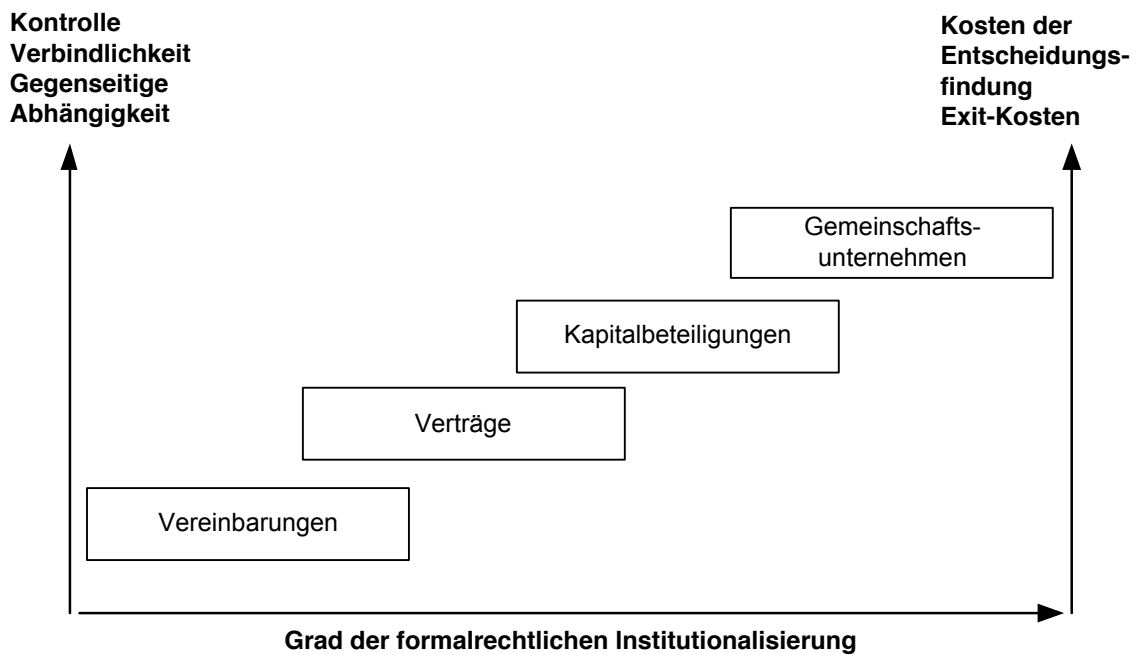 Kontrolle
Verbindlichkeit
Gegenseitige
Abhängigkeit
Kosten der
Entscheidungs-
findung
Exit-Kosten
Gemeinschafts-
unternehmen
Kapitalbeteiligungen
Verträge
Vereinbarungen
Grad der formalrechtlichen Institutionalisierung